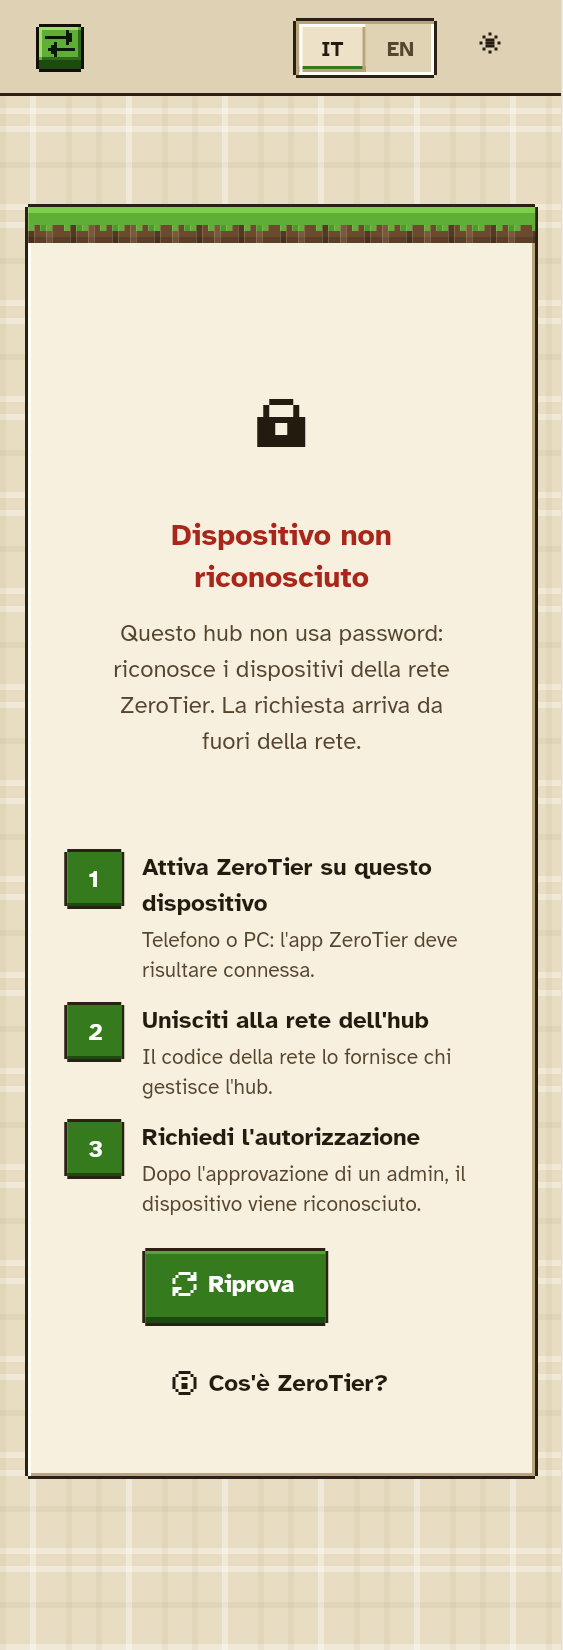 IT EN
Dispositivo non
riconosciuto
Questo hub non usa password:
riconosce i dispositivi della rete
ZeroTier. La richiesta arriva da
fuori della rete.
1
Attiva ZeroTier su questo
dispositivo
Telefono o PC: l'app ZeroTier deve
risultare connessa.
2
Unisciti alla rete dell'hub
Il codice della rete lo fornisce chi
gestisce l'hub.
3
Richiedi l'autorizzazione
Dopo l'approvazione di un admin, il
dispositivo viene riconosciuto.
Riprova
Cos'è ZeroTier?